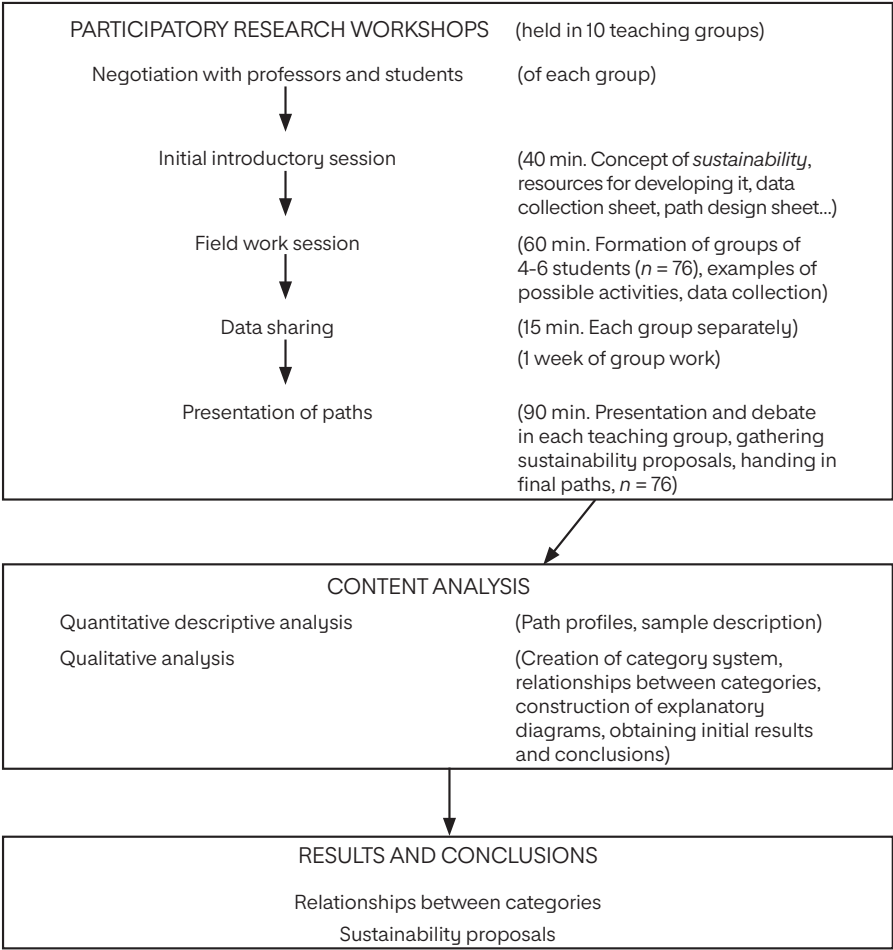 PARTICIPATORY RESEARCH WORKSHOPS (held in 10 teaching groups)
Negotiation with professors and students (of each group)
Initial introductory session (40 min. Concept of sustainability,
resources for developing it, data
collection sheet, path design sheet...)
Field work session (60 min. Formation of groups of
4-6 students (n = 76), examples of
possible activities, data collection)
Data sharing (15 min. Each group separately)
(1 week of group work)
Presentation of paths (90 min. Presentation and debate
in each teaching group, gathering
sustainability proposals, handing in
final paths, n = 76)
CONTENT ANALYSIS
Quantitative descriptive analysis (Path profiles, sample description)
Qualitative analysis (Creation of category system,
relationships between categories,
construction of explanatory
diagrams, obtaining initial results
and conclusions)
RESULTS AND CONCLUSIONS
Relationships between categories
Sustainability proposals